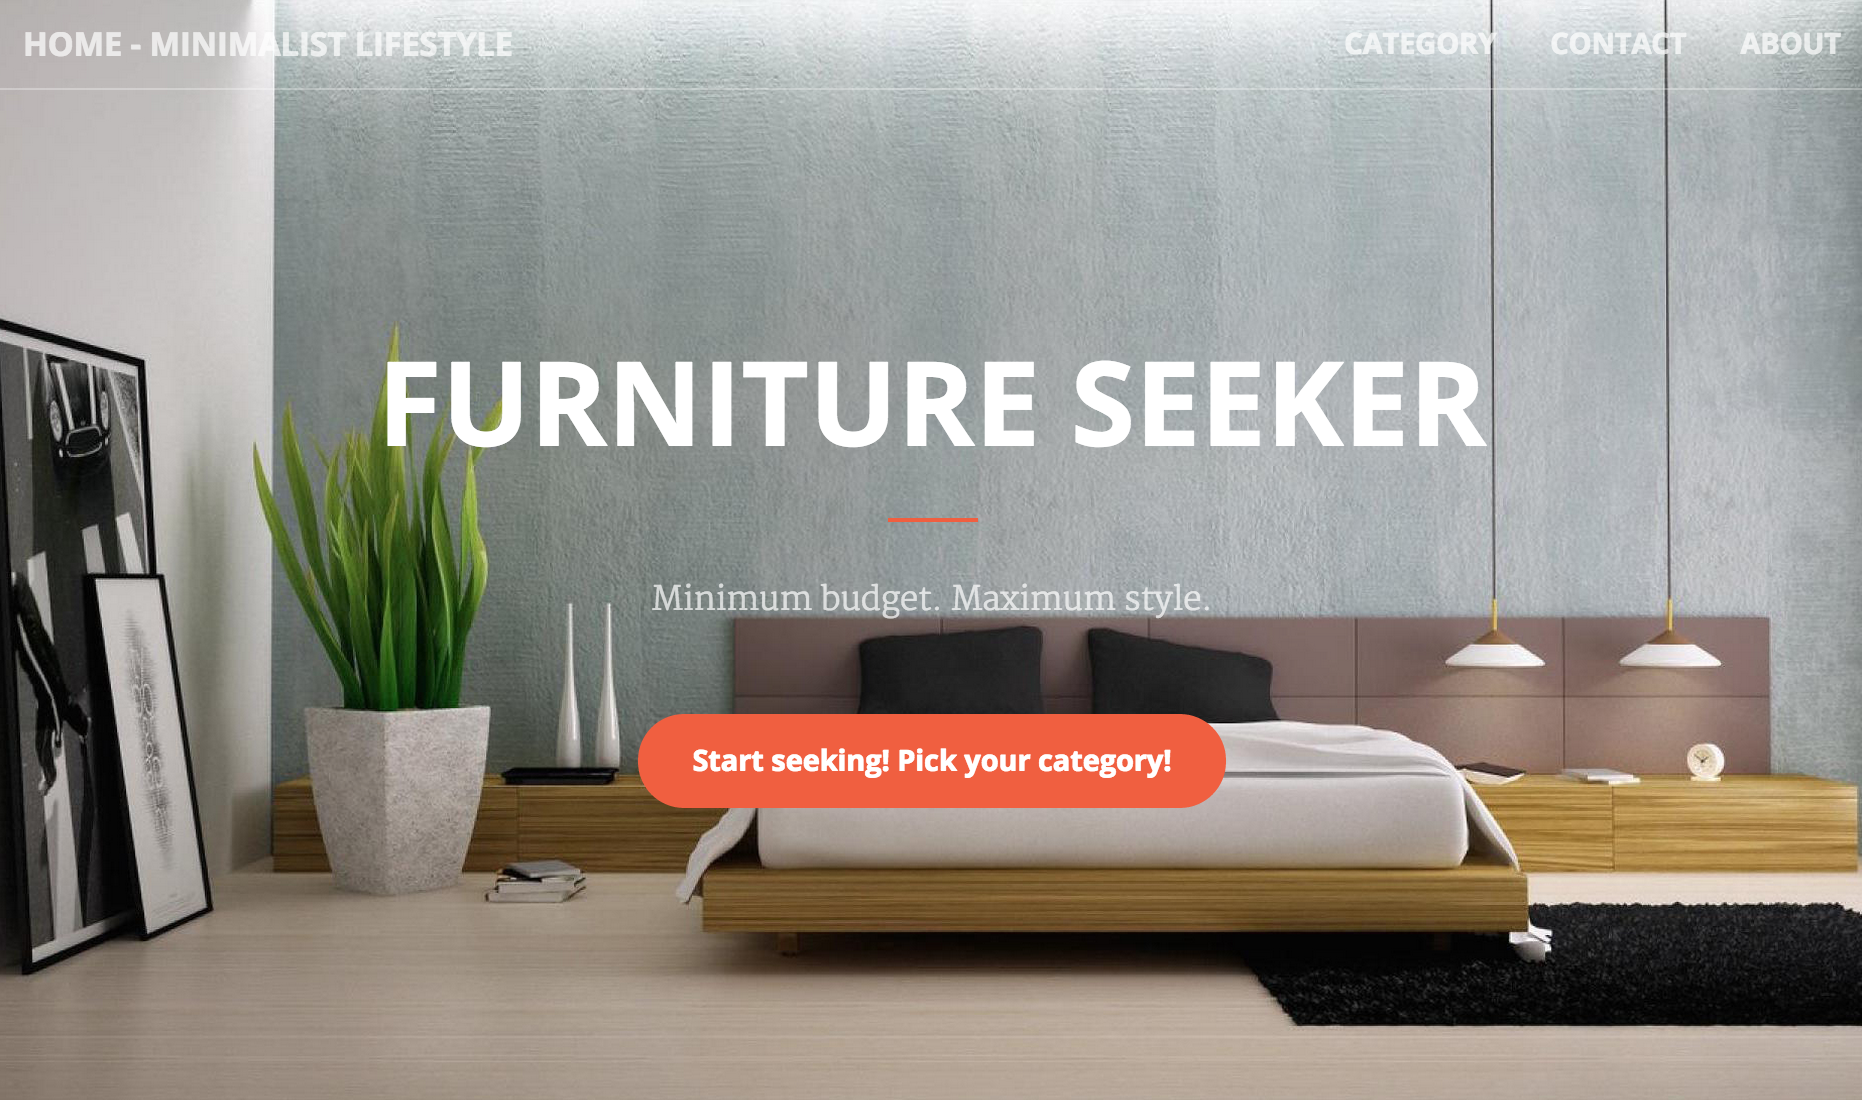 HOME - MINIMALIST LIFESTYLE
CATEGORY CONTACT ABOUT
FURNITURE SEEKER
Minimum budget. Maximum style.
Start seeking! Pick your category!